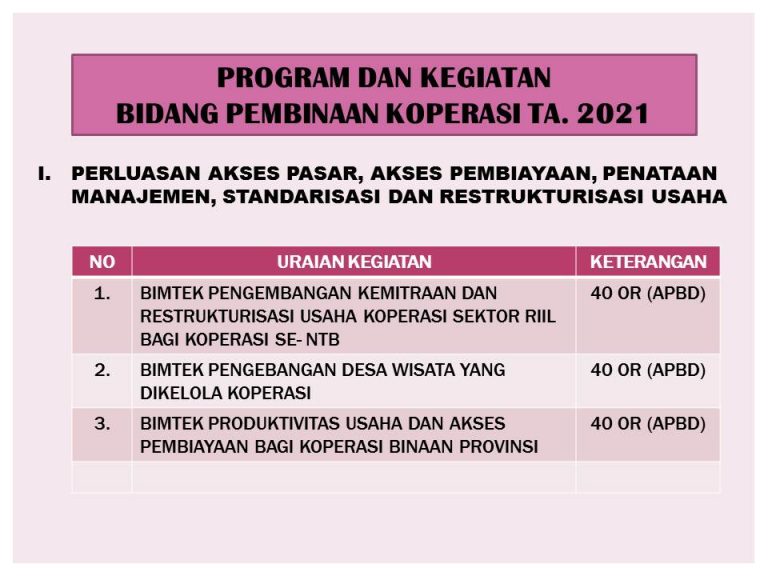 PROGRAM DAN KEGIATAN
BIDANG PEMBINAAN KOPERASI TA. 2021
I. PERLUASAN AKSES PASAR, AKSES PEMBIAYAAN, PENATAAN
MANAJEMEN, STANDARISASI DAN RESTRUKTURISASI USAHA
NO URAIAN KEGIATAN KETERANGAN
1. BIMTEK PENGEMBANGAN KEMITRAAN DAN 40 OR (APBD)
RESTRUKTURISASI USAHA KOPERASI SEKTOR RIIL
BAGI KOPERASI SE- NTB
2. BIMTEK PENGEBANGAN DESA WISATA YANG 40 OR (APBD)
DIKELOLA KOPERASI
3. BIMTEK PRODUKTIVITAS USAHA DAN AKSES 40 OR (APBD)
PEMBIAYAAN BAGI KOPERASI BINAAN PROVINSI